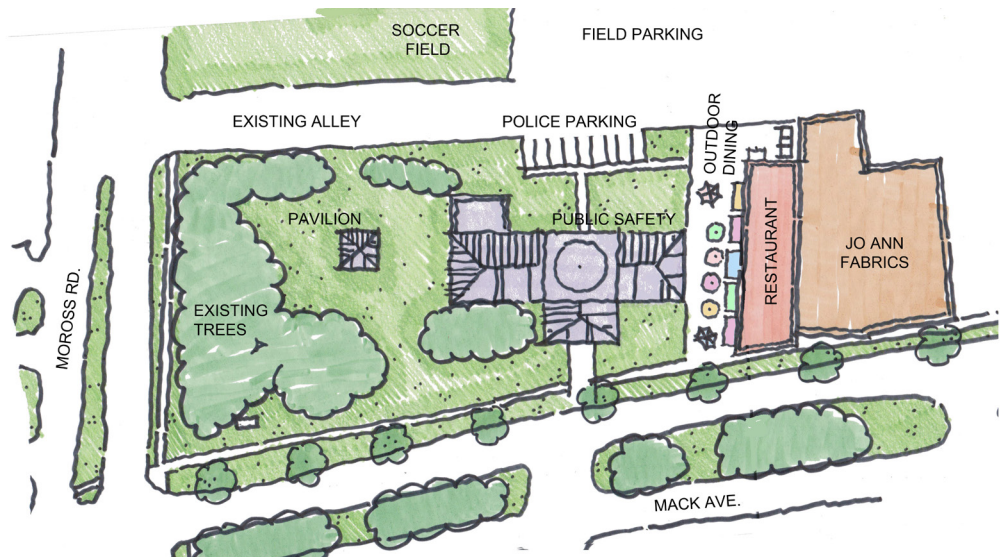 SOCCER
FIELD
FIELD PARKING
EXISTING ALLEY
POLICE PARKING
OUTDOOR
DINING
PAVILION
PUBLIC SAFETY
RESTAURANT
JO ANN
FABRICS
EXISTING
TREES
MOROSS RD.
MACK AVE.